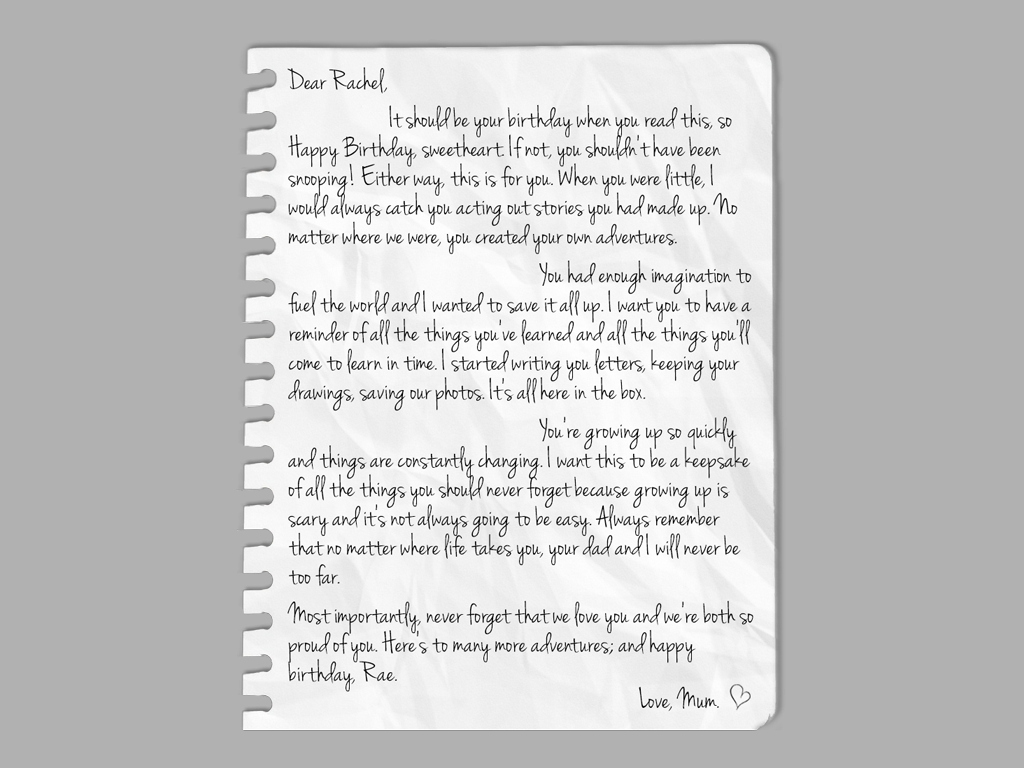 Dear Rachel,
It should be your birthday when you read this, so
Happy Birthday, sweetheart. If not, you shouldn't have been
snooping! Either way, this is for you. When you were little, I
would always catch you acting out stories you had made up. No
matter where we were, you created your own adventures.
You had enough imagination to
fuel the world and I wanted to save it all up. I want you to have a
reminder of all the things you've learned and all the things you'll
come to learn in time. I started writing you letters, keeping your
drawings, saving our photos. It's all here in the box.
You're growing up so quickly
and things are constantly changing. I want this to be a keepsake
of all the things you should never forget because growing up is
scary and it's not always going to be easy. Always remember
that no matter where life takes you, your dad and I will never be
too far.
Most importantly, never forget that we love you and we're both so
proud of you. Here's to many more adventures; and happy
birthday, Rae.
Love, Mum.